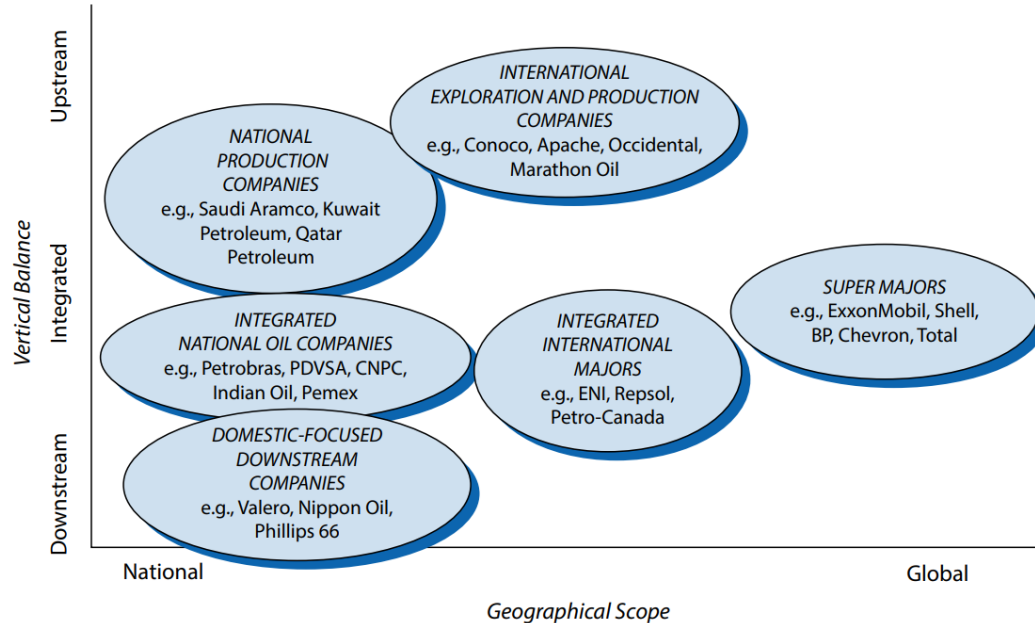 Upstream
Integrated
Downstream
Vertical Balance
INTERNATIONAL
EXPLORATION AND PRODUCTION
COMPANIES
e.g., Conoco, Apache, Occidental,
Marathon Oil
NATIONAL
PRODUCTION
COMPANIES
e.g., Saudi Aramco, Kuwait
Petroleum, Qatar
Petroleum
SUPER MAJORS
e.g., ExxonMobil, Shell,
BP, Chevron, Total
INTEGRATED
NATIONAL OIL COMPANIES
e.g., Petrobras, PDVSA, CNPC,
Indian Oil, Pemex
INTEGRATED
INTERNATIONAL
MAJORS
e.g., ENI, Repsol,
Petro-Canada
DOMESTIC-FOCUSED
DOWNSTREAM
COMPANIES
e.g., Valero, Nippon Oil,
Phillips 66
National
Global
Geographical Scope